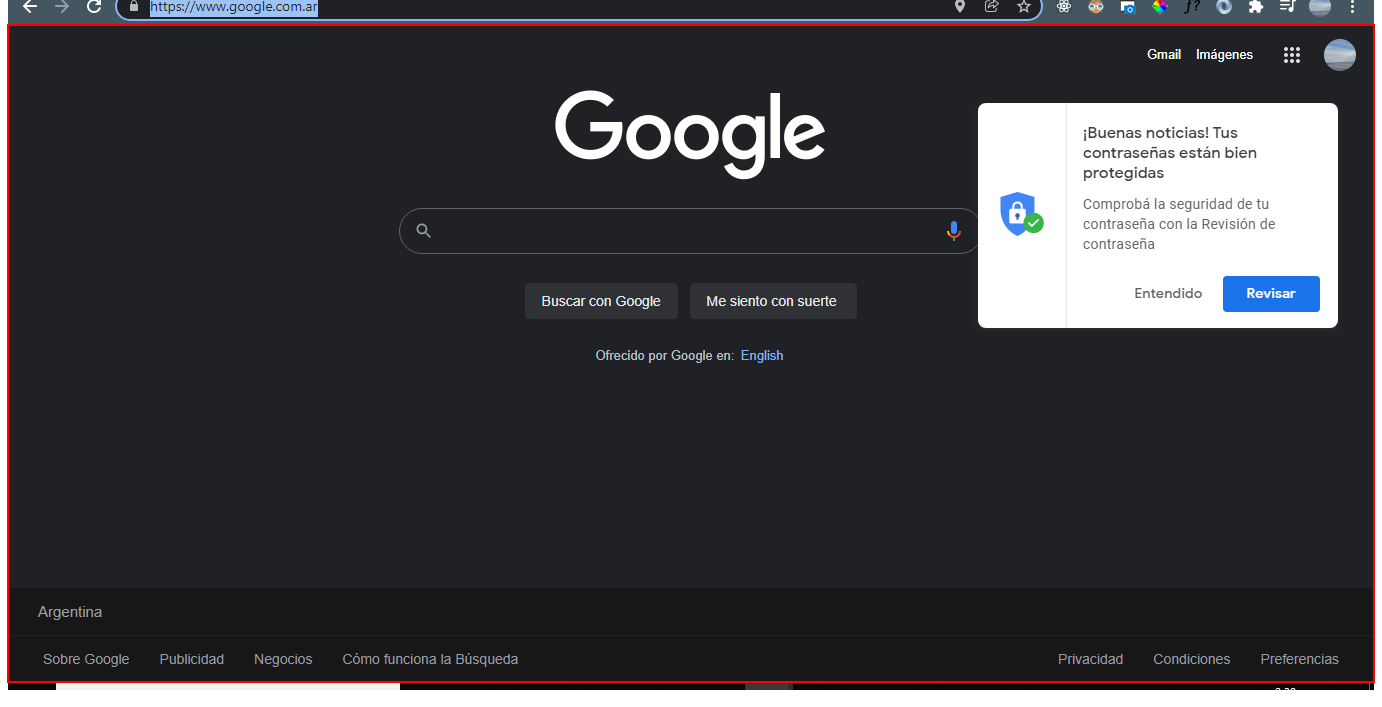 https://www.google.com.ar
f?
Gmail Imágenes
Google
¡Buenas noticias! Tus
contraseñas están bien
protegidas
Comprobá la seguridad de tu
contraseña con la Revisión de
contraseña
Entendido Revisar
Buscar con Google Me siento con suerte
Ofrecido por Google en: English
Argentina
Sobre Google Publicidad Negocios Cómo funciona la Búsqueda
Privacidad Condiciones Preferencias